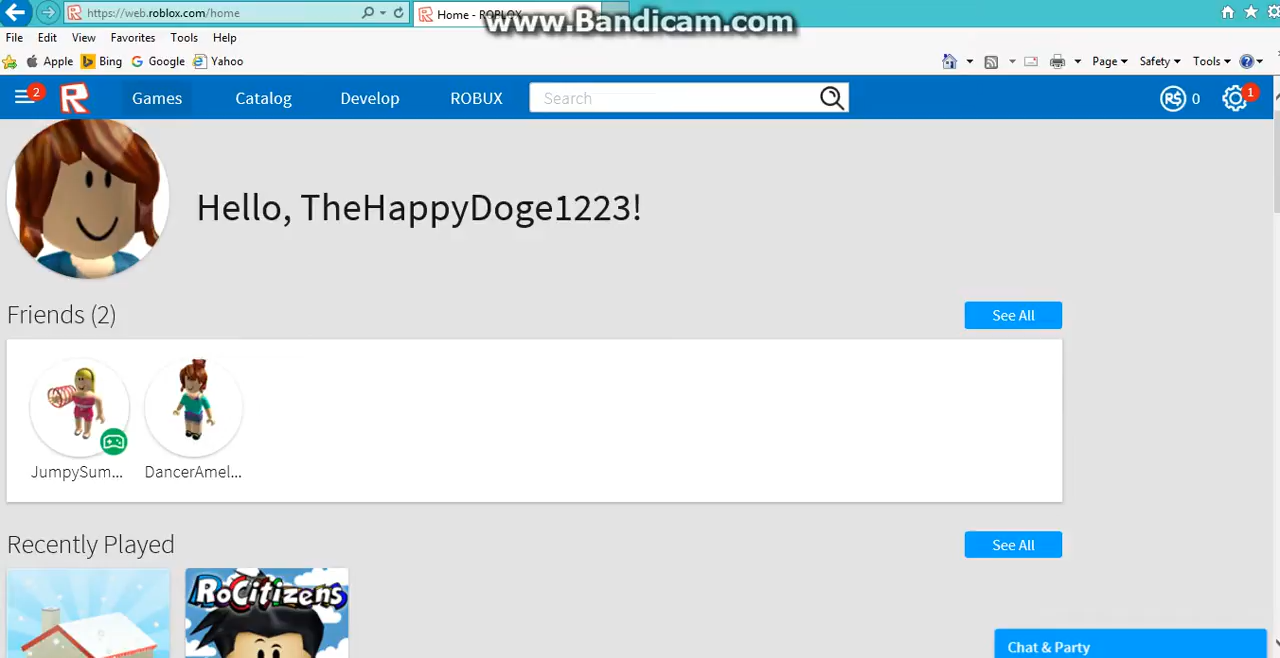 https://web.roblox.com/home
Home - ROBLOX
www.Bandicam.com
File Edit View Favorites Tools Help
Apple Bing Google Yahoo
Page Safety Tools
2 R Games Catalog Develop ROBUX Search R$ 0 1
Hello, TheHappyDoge1223!
Friends (2)
See All
JumpySum... DancerAmel...
Recently Played
See All
RoCitizens
Chat & Party